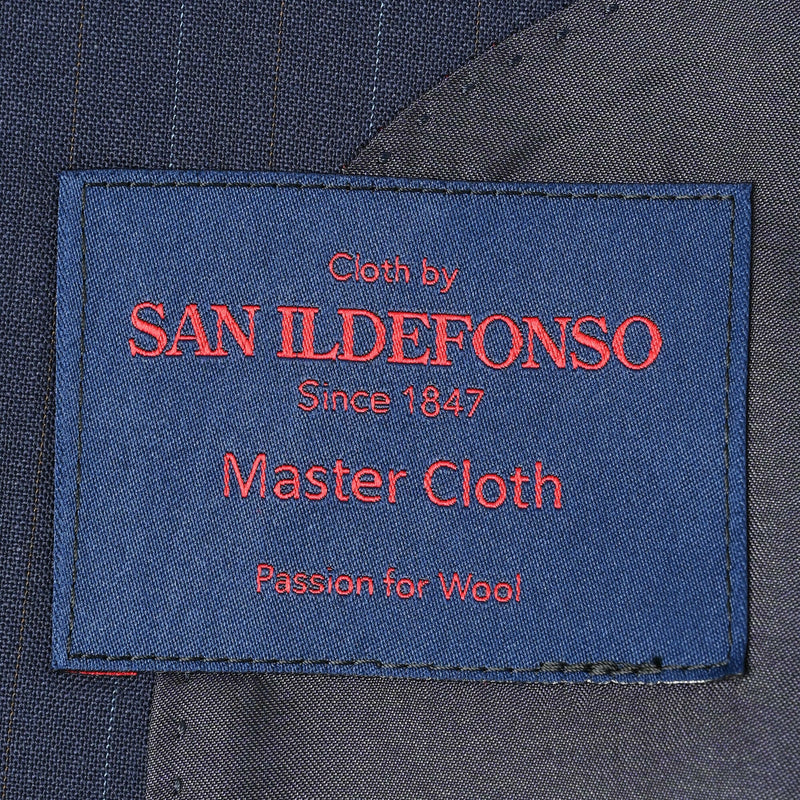 Cloth by
SAN ILDEFONSO
Since 1847
Master Cloth
Passion for Wool